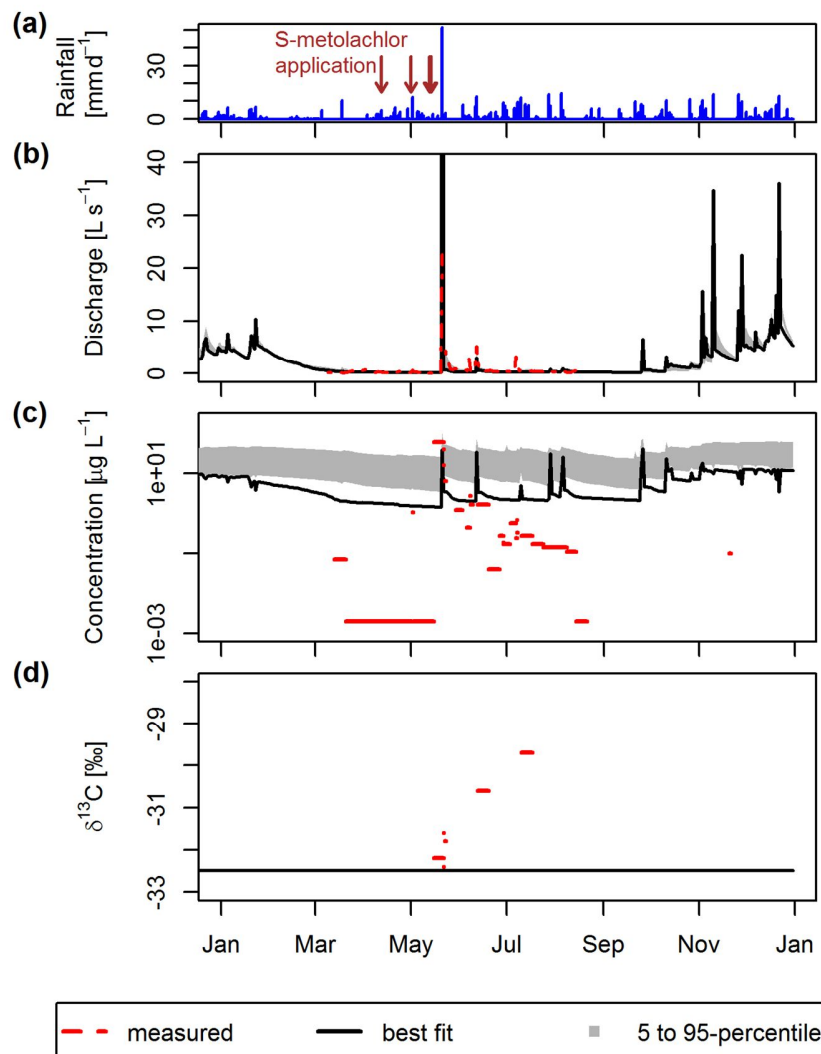 (a)
Rainfall
[mm d⁻¹]
0 30
S-metolachlor
application
(b)
Discharge [L s⁻¹]
0 10 20 30 40
(c)
Concentration [µg L⁻¹]
1e-03 1e+01
(d)
δ¹³C [‰]
-33 -31 -29
Jan Mar May Jul Sep Nov Jan
measured best fit 5 to 95-percentile